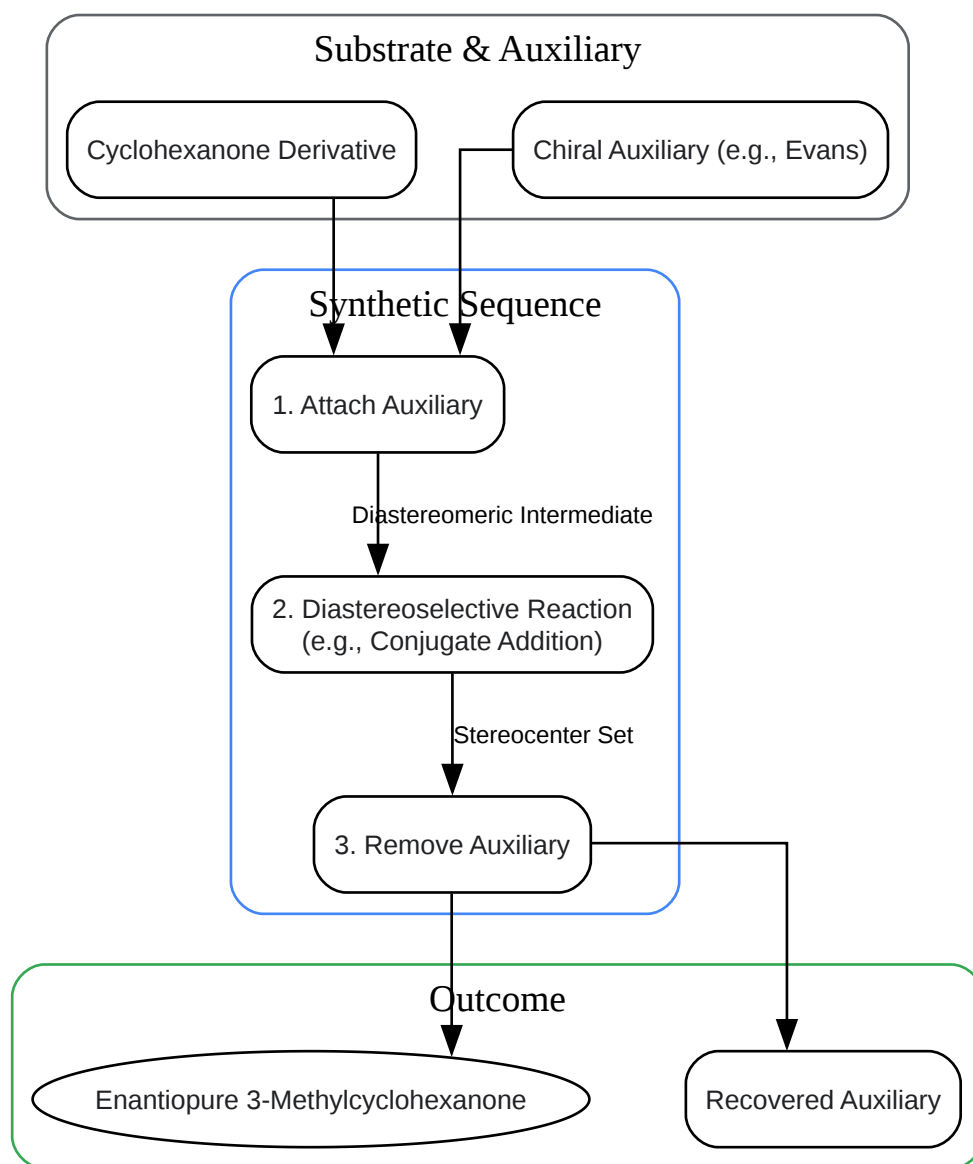 Substrate & Auxiliary
Cyclohexanone Derivative
Chiral Auxiliary (e.g., Evans)
Synthetic Sequence
1. Attach Auxiliary
Diastereomeric Intermediate
2. Diastereoselective Reaction
(e.g., Conjugate Addition)
Stereocenter Set
3. Remove Auxiliary
Outcome
Enantiopure 3-Methylcyclohexanone
Recovered Auxiliary